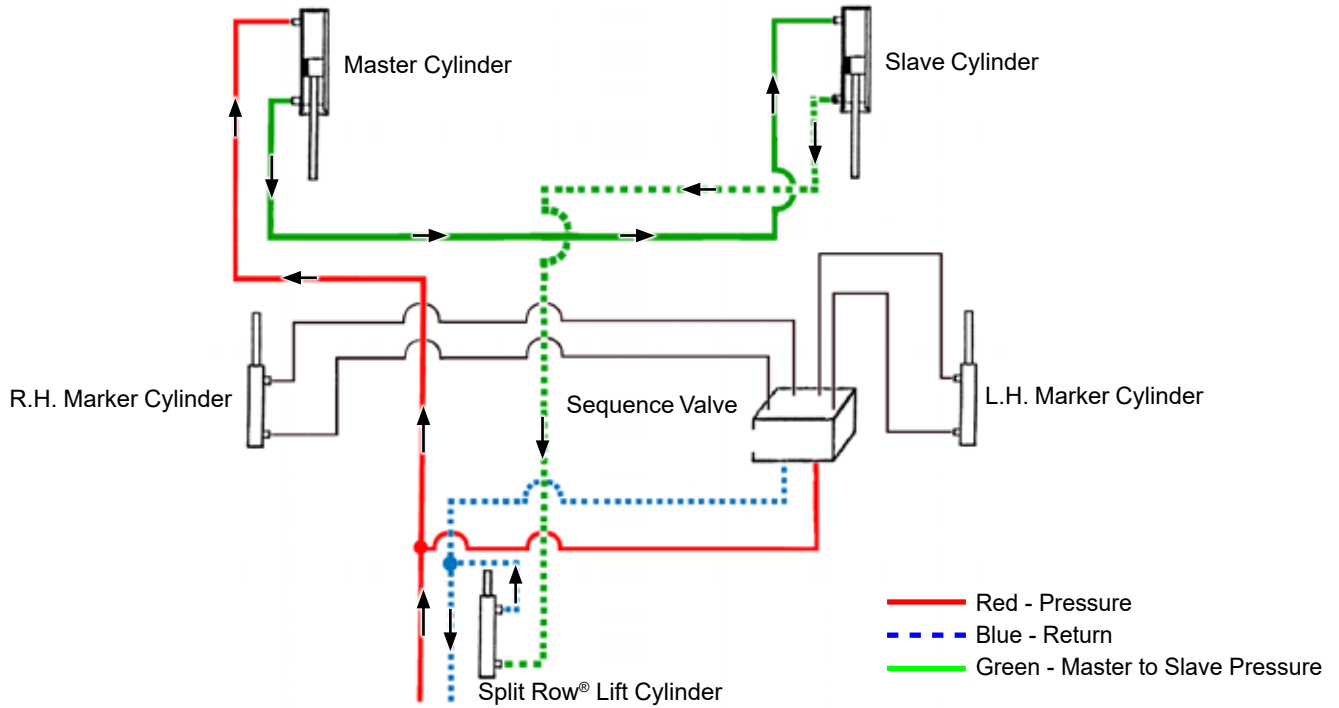 Master Cylinder
Slave Cylinder
R.H. Marker Cylinder
Sequence Valve
L.H. Marker Cylinder
Red - Pressure
Blue - Return
Green - Master to Slave Pressure
Split Row® Lift Cylinder